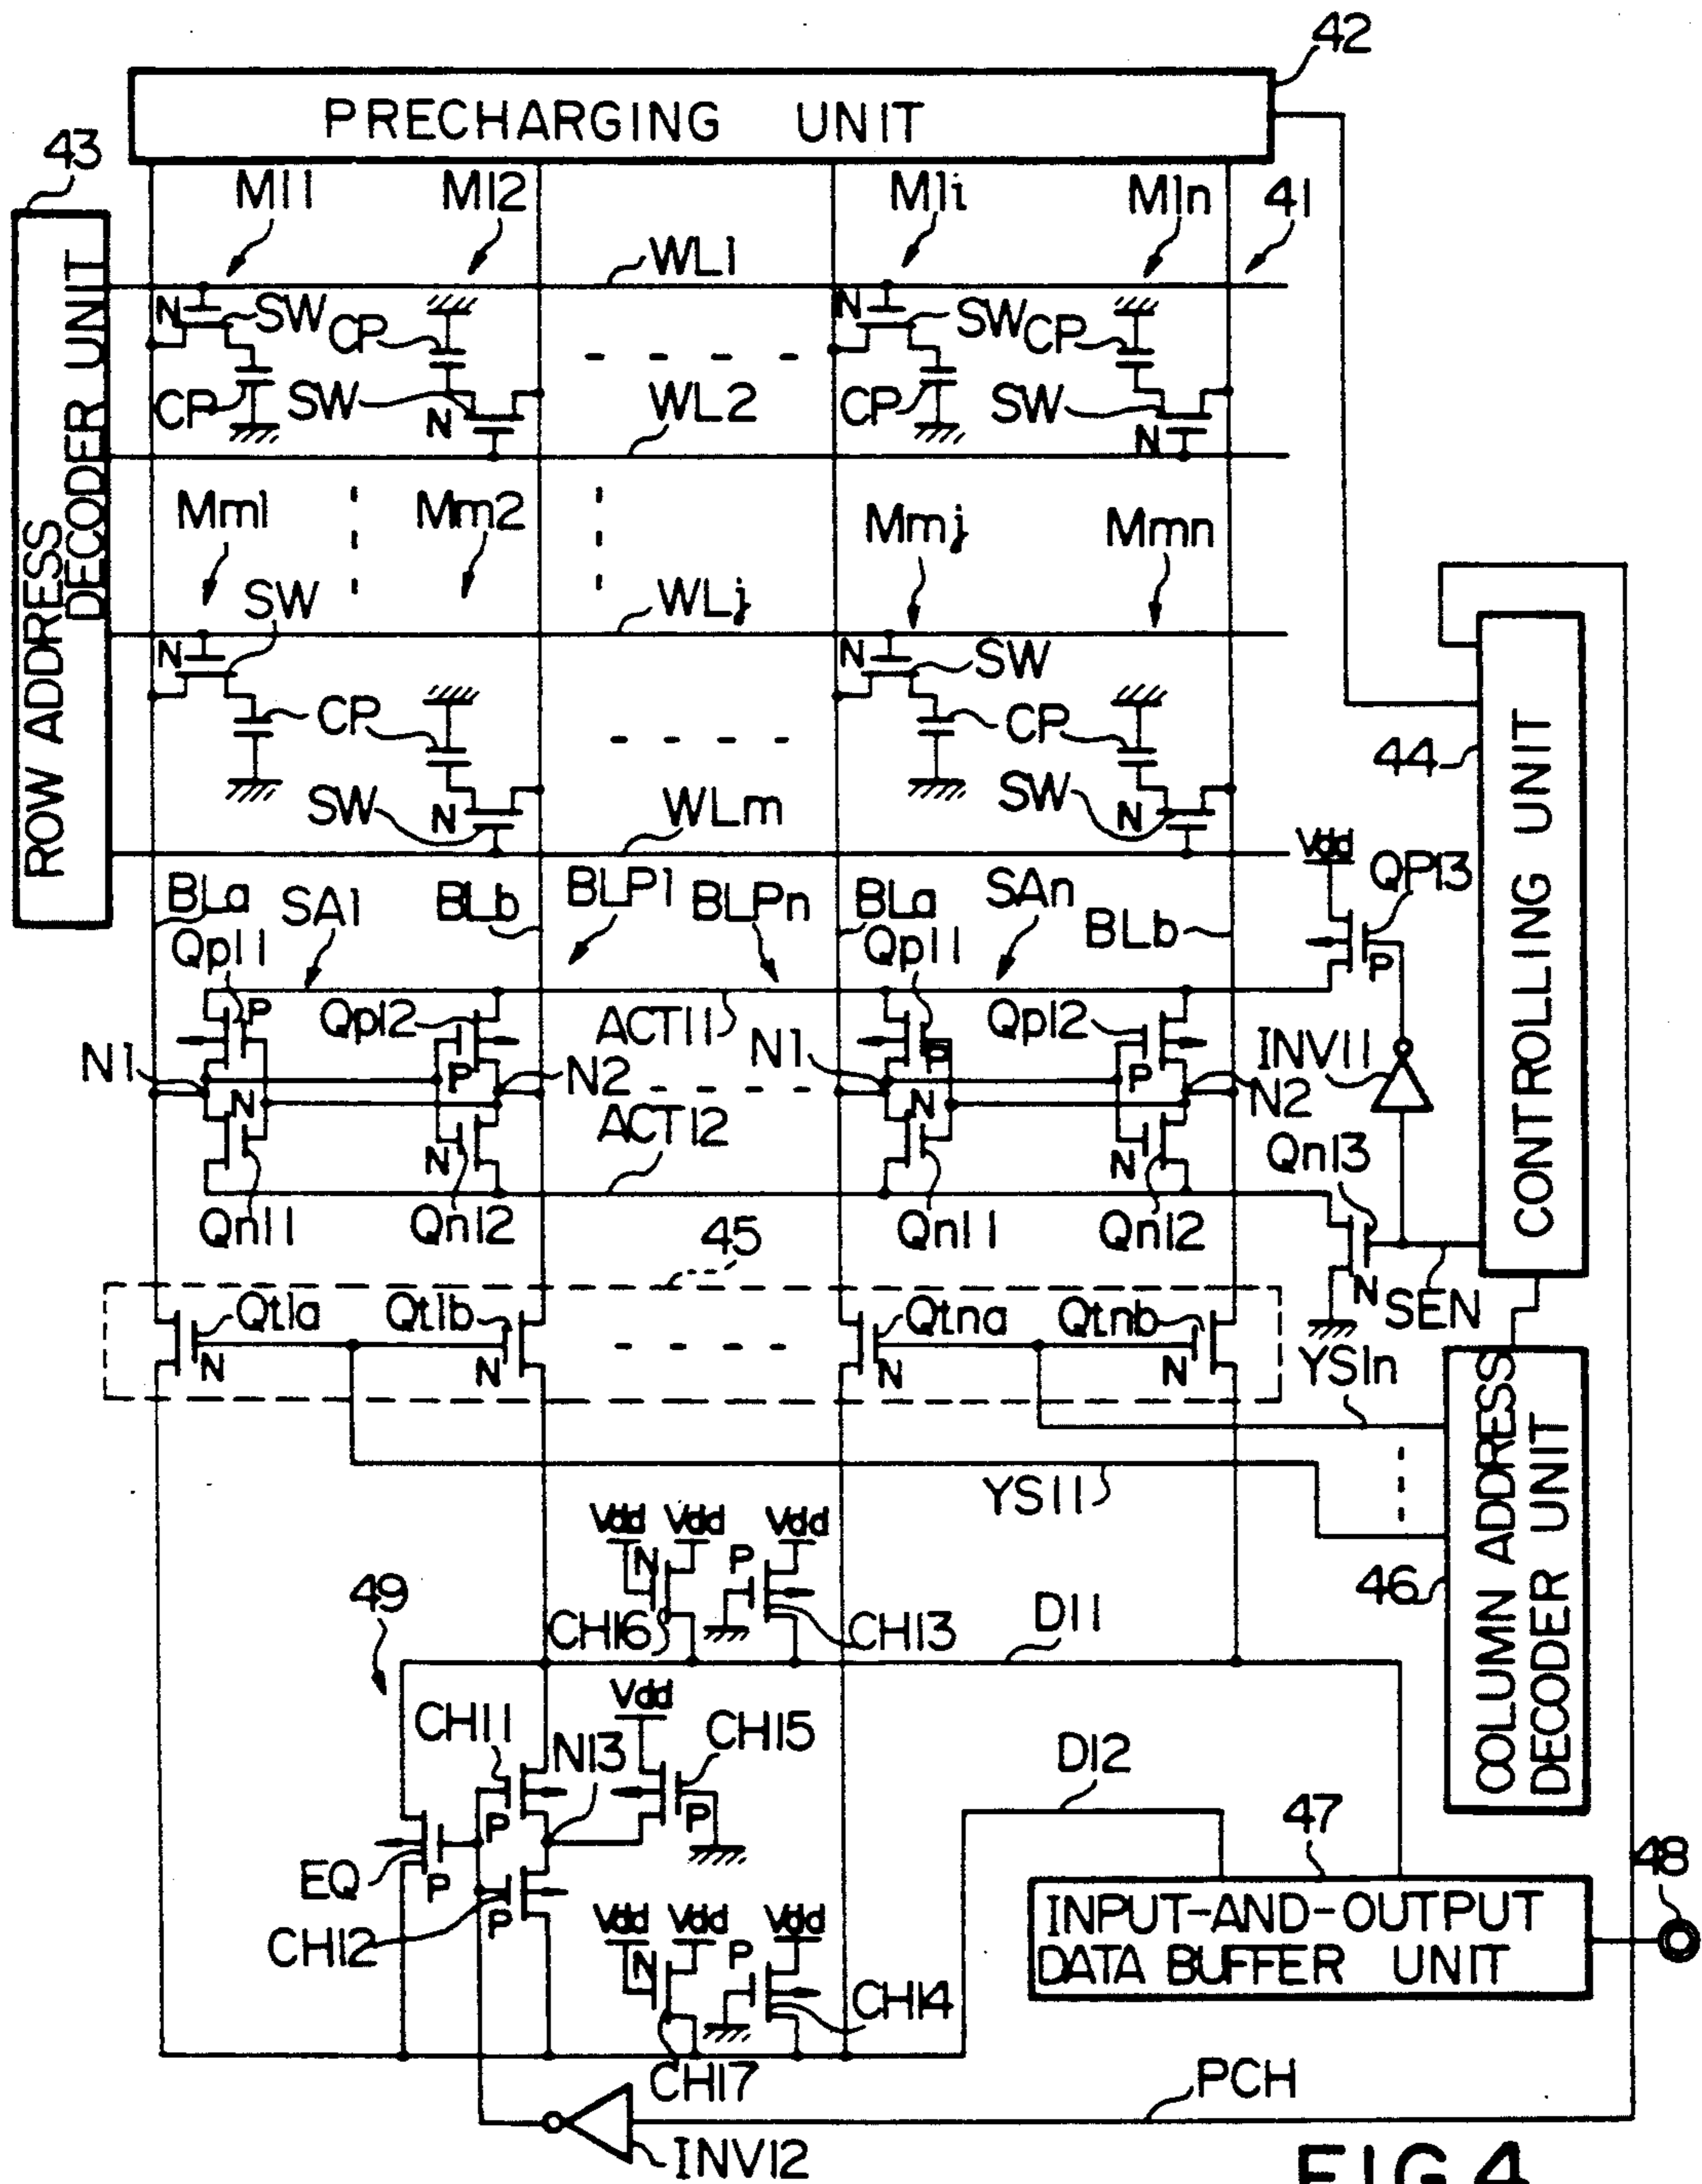 42
PRECHARGING UNIT
43
M11 M12 M1i M1n 41
WL1
N SW CP N SW CP
CP SW N WL2 CP SW N
ROW ADDRESS
DECODER UNIT
Mm1 Mm2 Mmj Mmn
SW WLj
N N SW
CP CP
44
CONTROLLING UNIT
SW N WLm SW N
Vdd
QP13
BLa SA1 BLb BLP1 BLPn BLa SAn BLb
Qp11 Qp11
P
P Qp12 ACT11 P Qp12
N1 P N2 N1 P N2 INV11
N ACT12 N
N N Qn13
Qn11 Qn12 Qn11 Qn12
45
N SEN
Qt1a Qt1b Qtna Qtnb
N N N N
YS1n
YS11
COLUMN ADDRESS
DECODER UNIT
46
Vdd Vdd Vdd
N P
49
CH16 CH13 D11
Vdd
CH11 N13 CH15 D12
P P
47
48
EQ P
P
CH12
INPUT-AND-OUTPUT
DATA BUFFER UNIT
Vdd Vdd Vdd
N P
CH14
CH17
PCH
INV12
FIG.4